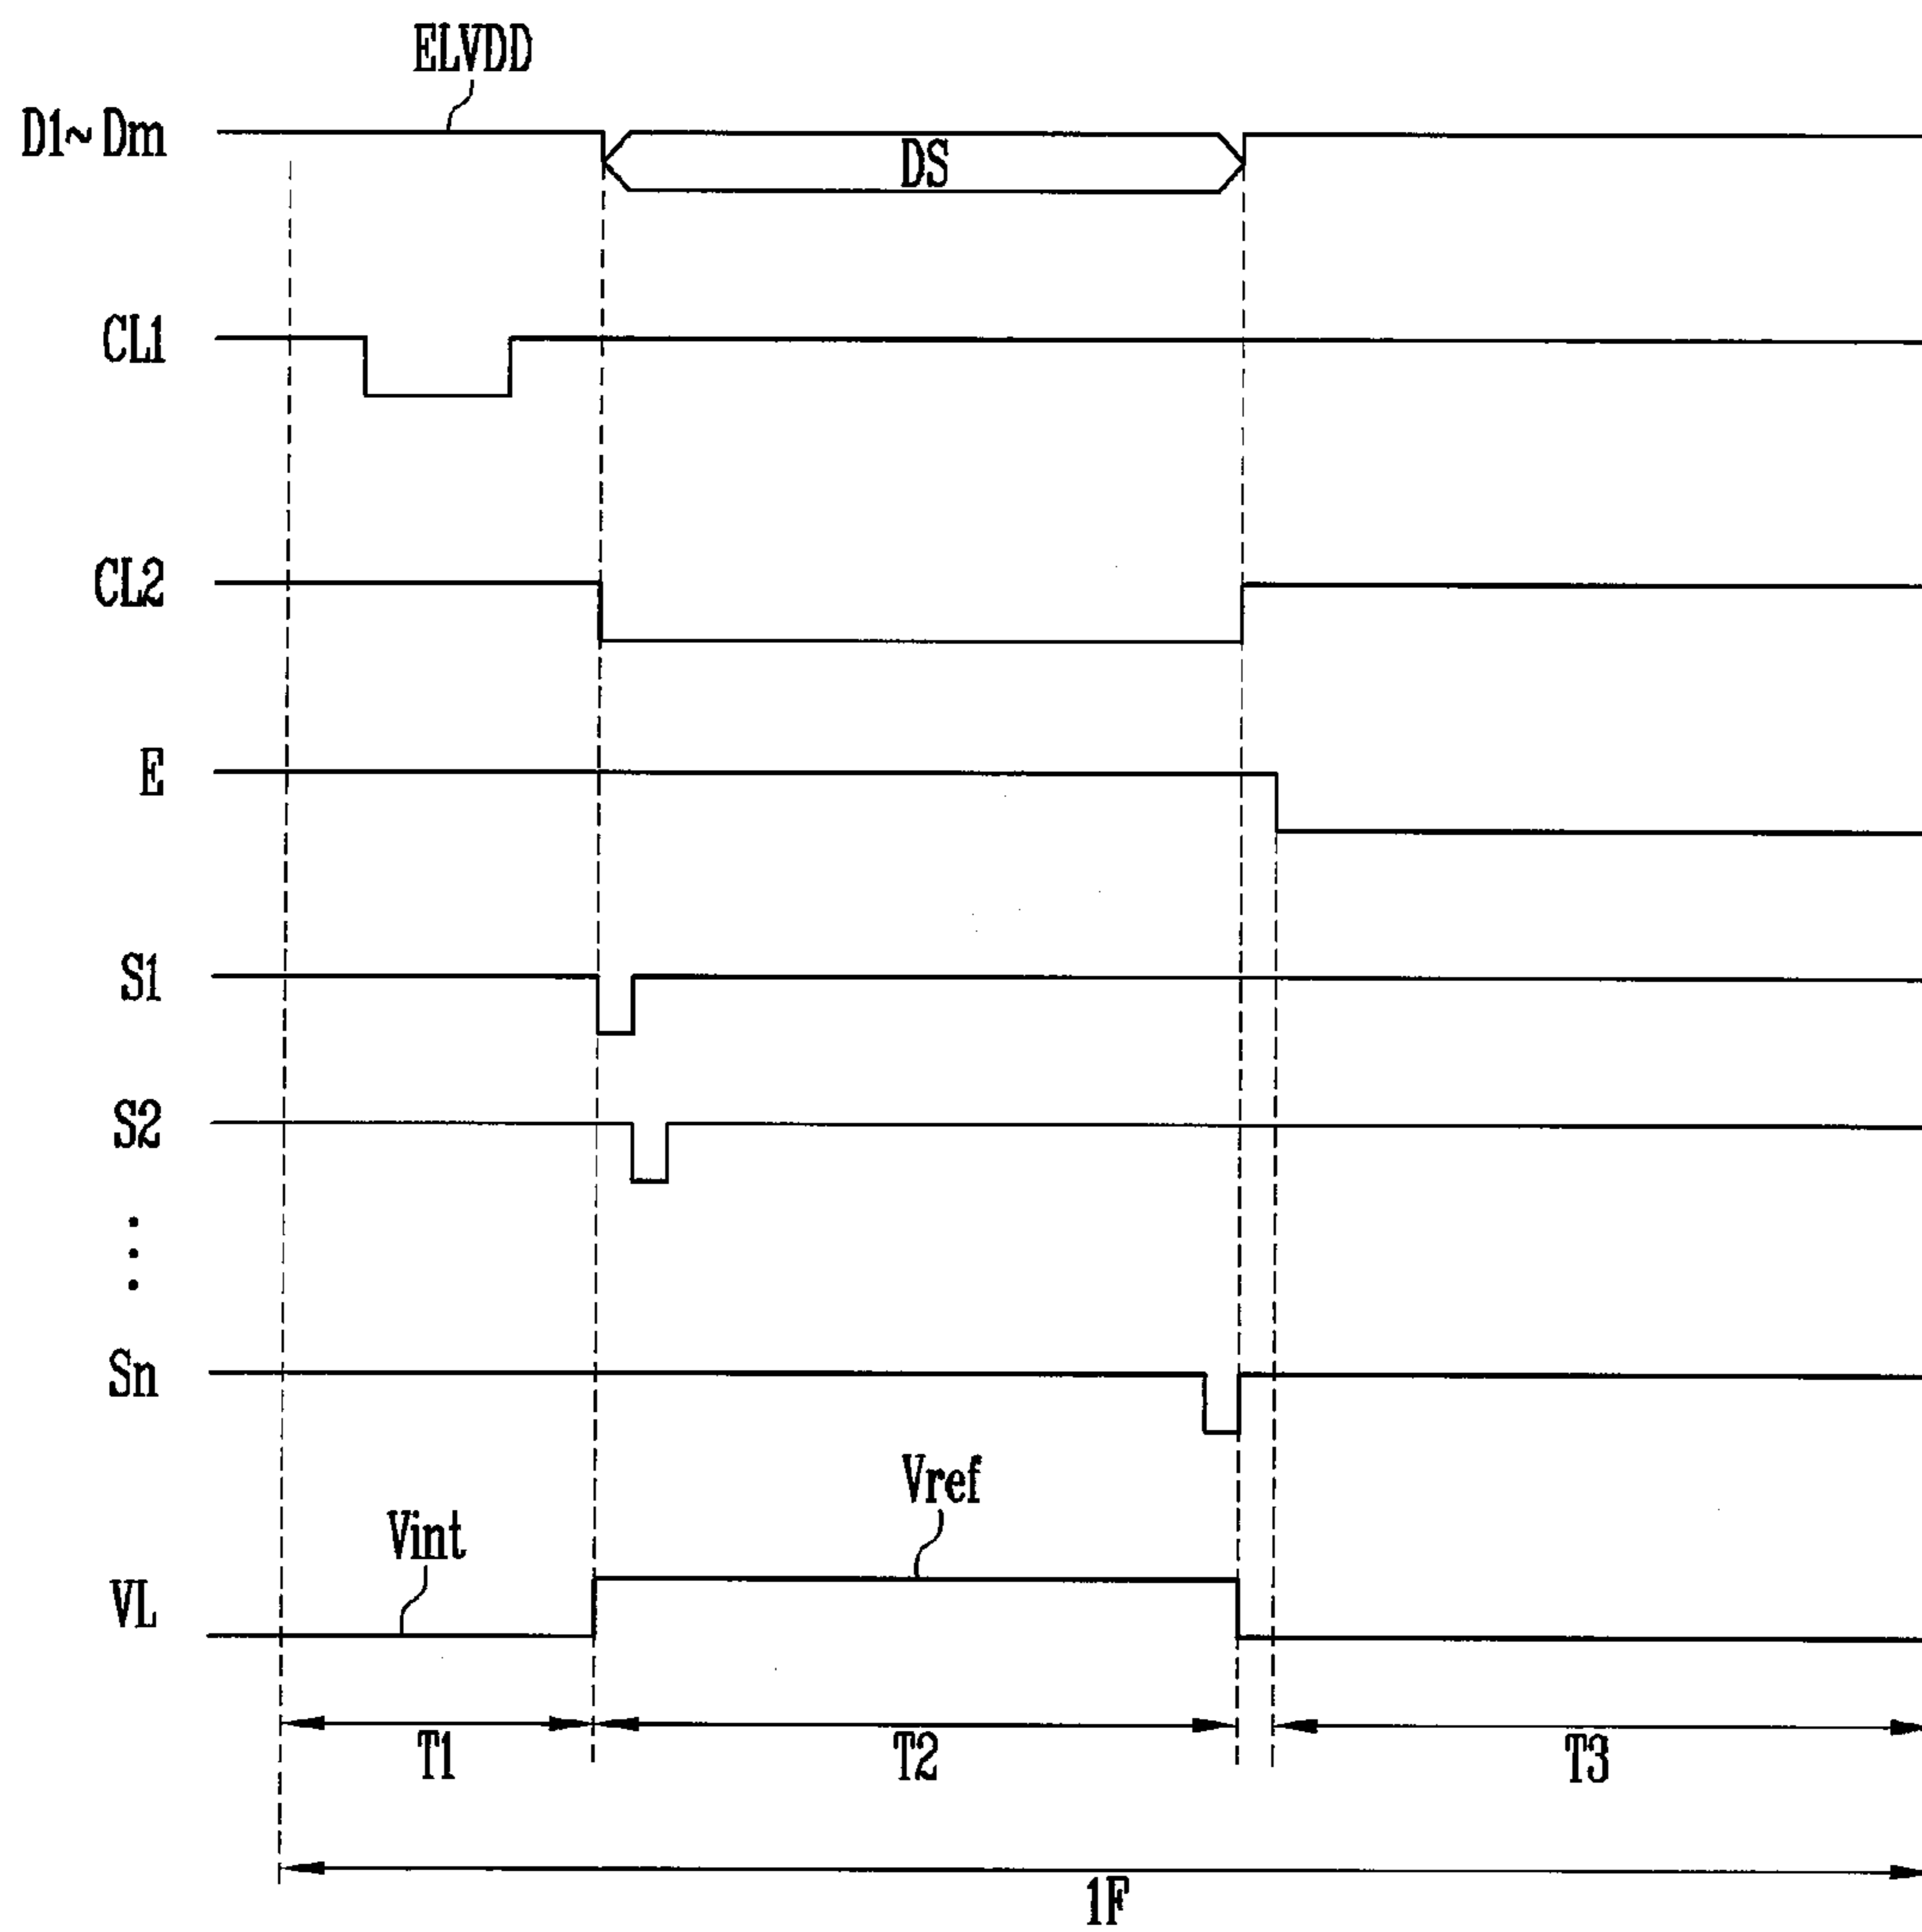 ELVDD
D1~Dm
DS
CL1
CL2
E
S1
S2
Sn
Vref
Vint
VL
T1
T2
T3
1F